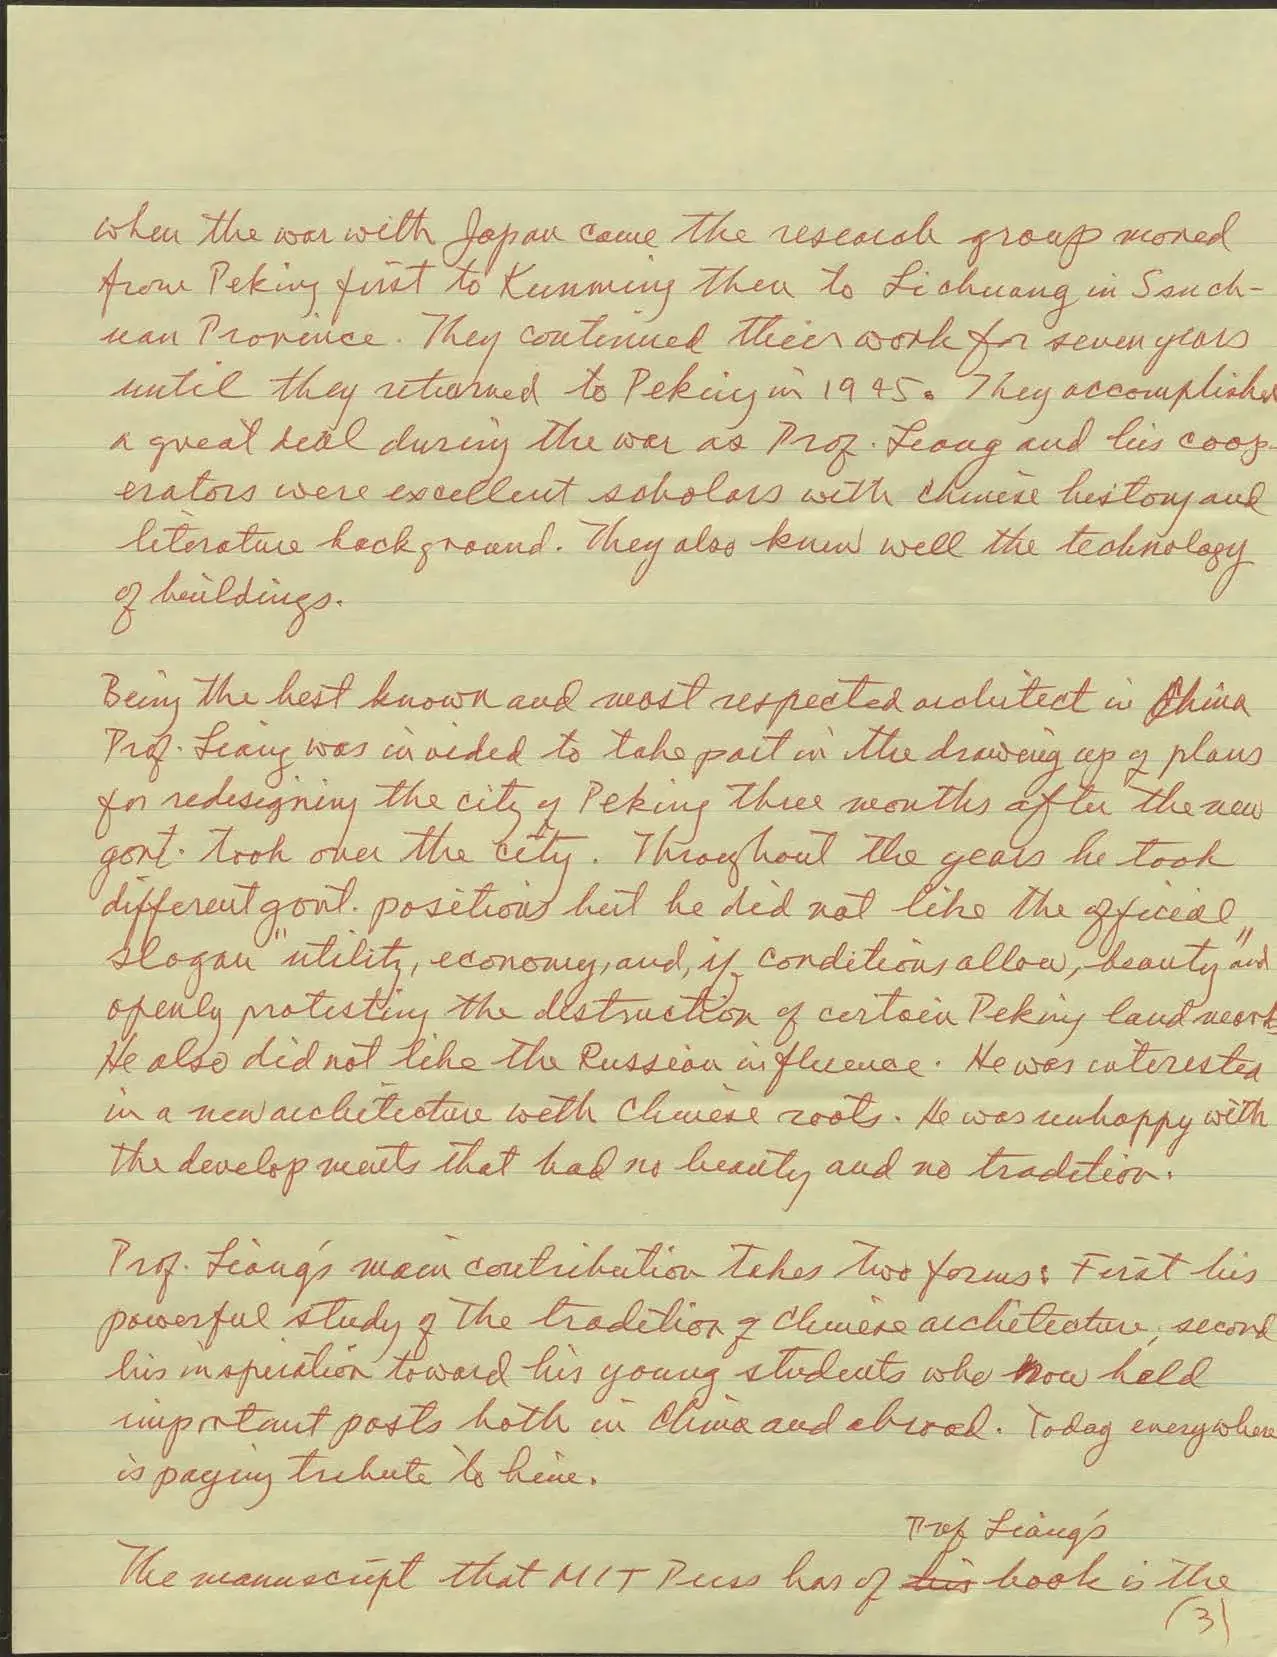 when the war with Japan came the research group moved
from Peking first to Kunming then to Lichuang in Szuch-
uan Province. They continued their work for seven years
until they returned to Peking in 1945. They accomplished
a great deal during the war as Prof. Liang and his coop-
erators were excellent scholars with Chinese history and
literature background. They also knew well the technology
of buildings.
Being the best known and most respected architect in China
Prof. Liang was invided to take part in the drawing up of plans
for redesigning the city of Peking three months after the new
govt. took over the city. Throughout the years he took
different govt. positions but he did not like the official
slogan "utility, economy, and, if conditions allow, beauty" and
openly protesting the destruction of certain Peking landmarks
He also did not like the Russian influence. He was interested
in a new architecture with Chinese roots. He was unhappy with
the developments that had no beauty and no tradition.
Prof. Liang's main contribution takes two forms: First his
powerful study of the tradition of Chinese architecture, second
his inspiration toward his young students who now hold
important posts both in China and abroad. Today everywhere
is paying tribute to him.
Prof Liang's
The manuscript that MIT Press has of his book is the
(3)